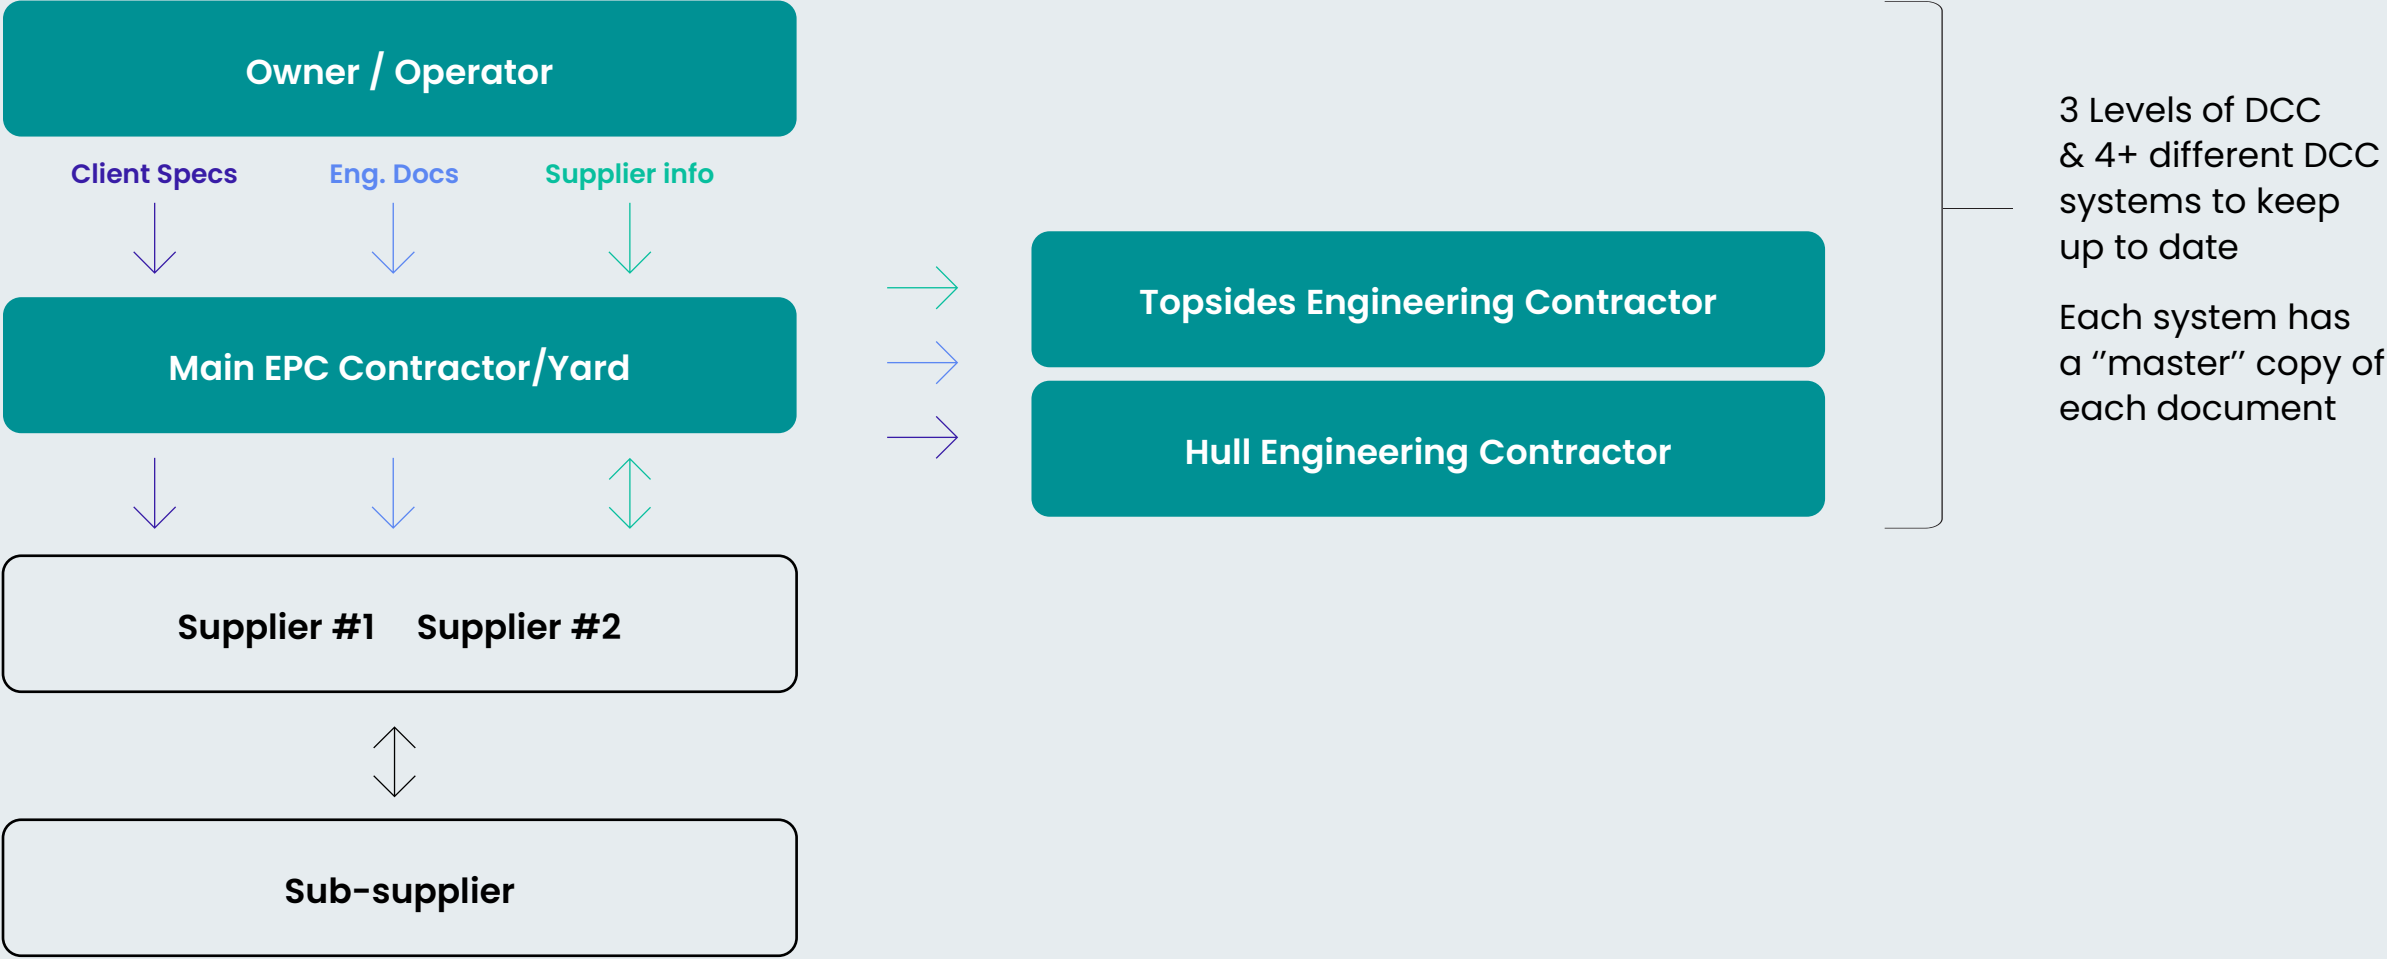 Owner / Operator
Client Specs
Eng. Docs
Supplier info
Main EPC Contractor/Yard
Topsides Engineering Contractor
Hull Engineering Contractor
3 Levels of DCC
& 4+ different DCC
systems to keep
up to date
Each system has
a ‘’master’’ copy of
each document
Supplier #1 Supplier #2
Sub-supplier